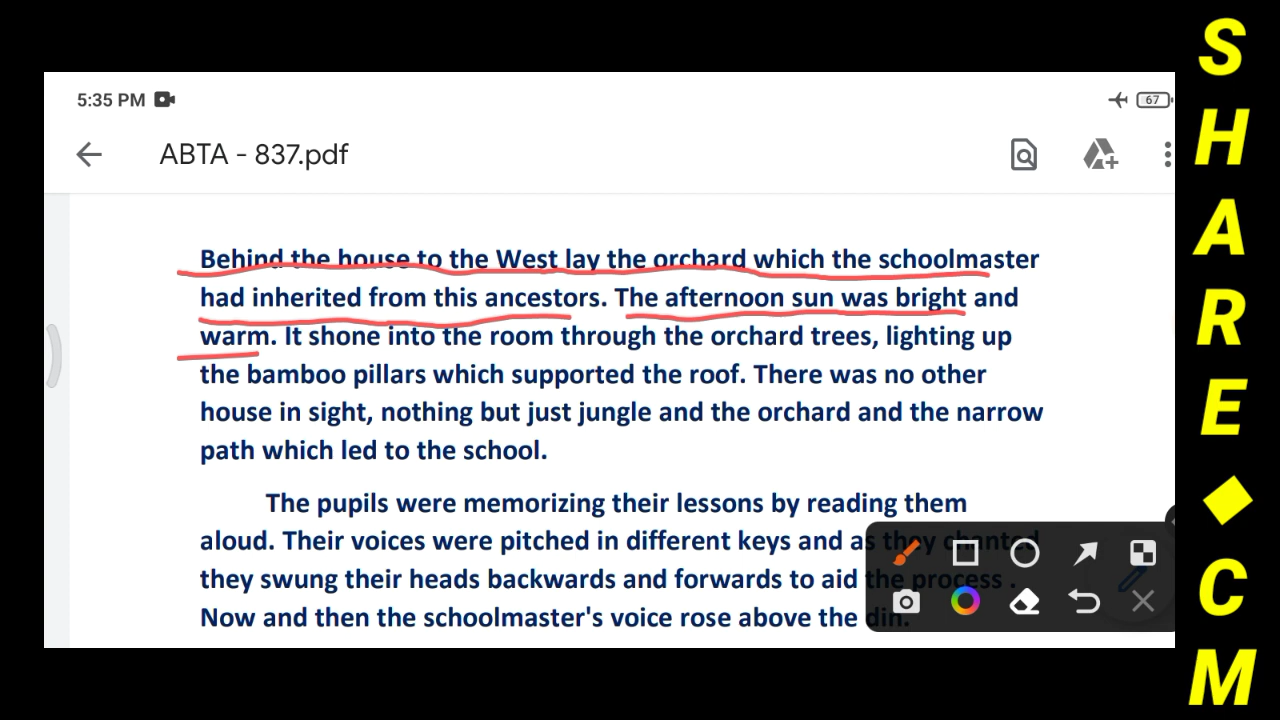 5:35 PM
67
ABTA - 837.pdf
Behind the house to the West lay the orchard which the schoolmaster
had inherited from this ancestors. The afternoon sun was bright and
warm. It shone into the room through the orchard trees, lighting up
the bamboo pillars which supported the roof. There was no other
house in sight, nothing but just jungle and the orchard and the narrow
path which led to the school.
The pupils were memorizing their lessons by reading them
aloud. Their voices were pitched in different keys and as they chanted
they swung their heads backwards and forwards to aid the process .
Now and then the schoolmaster's voice rose above the din.
SHARE◆CM